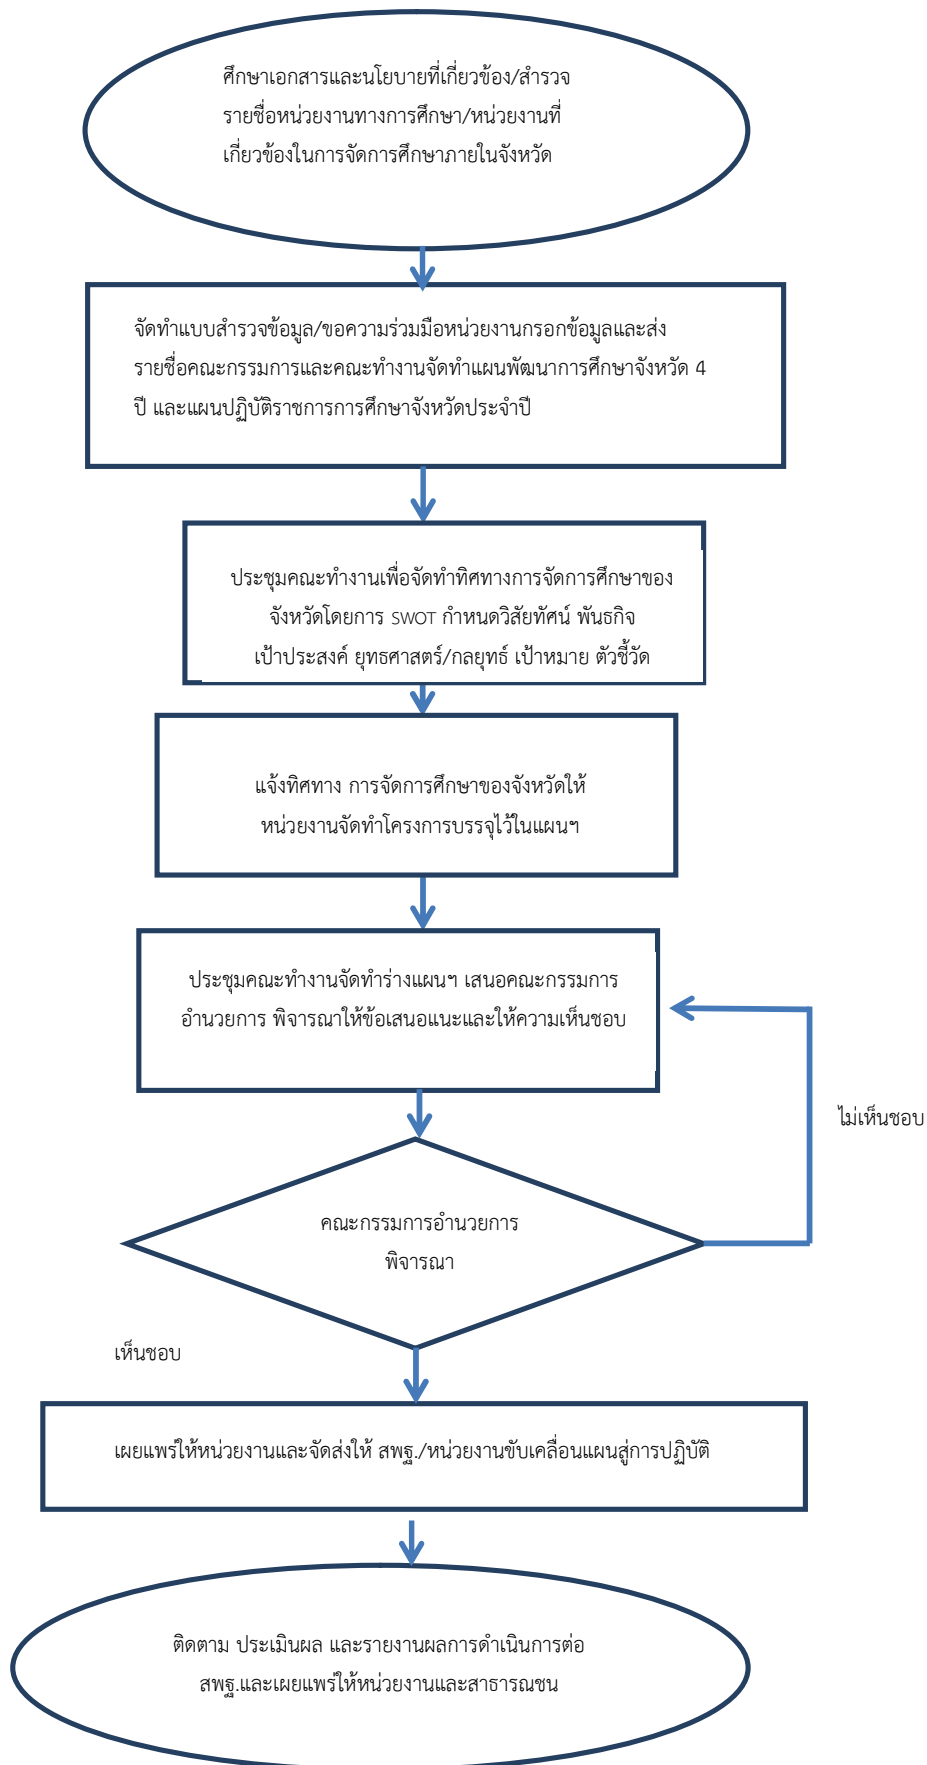 ศึกษาเอกสารและนโยบายที่เกี่ยวข้อง/สำรวจ
รายชื่อหน่วยงานทางการศึกษา/หน่วยงานที่
เกี่ยวข้องในการจัดการศึกษาภายในจังหวัด
จัดทำแบบสำรวจข้อมูล/ขอความร่วมมือหน่วยงานกรอกข้อมูลและส่ง
รายชื่อคณะกรรมการและคณะทำงานจัดทำแผนพัฒนาการศึกษาจังหวัด 4
ปี และแผนปฏิบัติราชการการศึกษาจังหวัดประจำปี
ประชุมคณะทำงานเพื่อจัดทำทิศทางการจัดการศึกษาของ
จังหวัดโดยการ SWOT กำหนดวิสัยทัศน์ พันธกิจ
เป้าประสงค์ ยุทธศาสตร์/กลยุทธ์ เป้าหมาย ตัวชี้วัด
แจ้งทิศทาง การจัดการศึกษาของจังหวัดให้
หน่วยงานจัดทำโครงการบรรจุไว้ในแผนฯ
ประชุมคณะทำงานจัดทำร่างแผนฯ เสนอคณะกรรมการ
อำนวยการ พิจารณาให้ข้อเสนอแนะและให้ความเห็นชอบ
ไม่เห็นชอบ
คณะกรรมการอำนวยการ
พิจารณา
เห็นชอบ
เผยแพร่ให้หน่วยงานและจัดส่งให้ สพฐ./หน่วยงานขับเคลื่อนแผนสู่การปฏิบัติ
ติดตาม ประเมินผล และรายงานผลการดำเนินการต่อ
สพฐ.และเผยแพร่ให้หน่วยงานและสาธารณชน